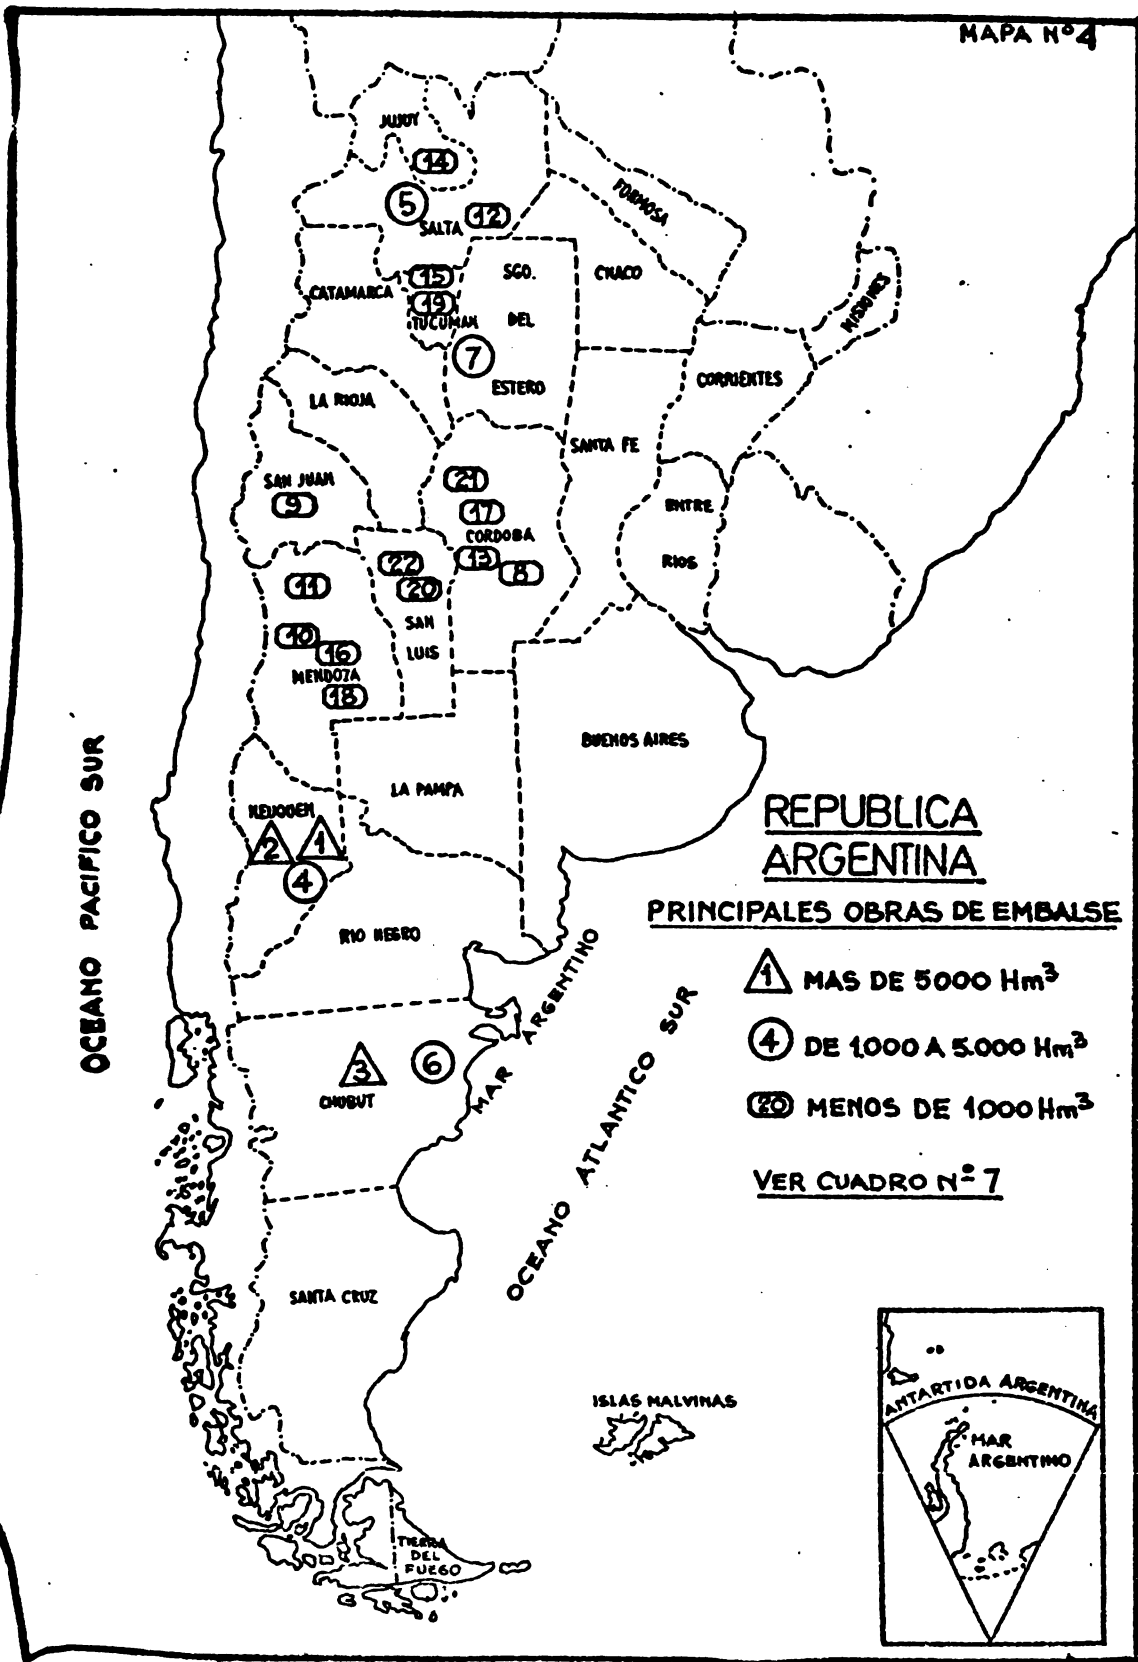 MAPA Nº4
JUJUY
14
5
SALTA
12
FORMOSA
CATAMARCA
15
19
TUCUMAN
SGO.
DEL
ESTERO
7
CHACO
MISIONES
CORRIENTES
LA RIOJA
SANTA FE
SAN JUAN
9
21
17
CORDOBA
13
8
ENTRE
RIOS
22
20
SAN
LUIS
11
10
16
MENDOZA
18
BUENOS AIRES
LA PAMPA
NEUQUEN
2
1
4
RIO NEGRO
3
6
CHUBUT
SANTA CRUZ
TIERRA
DEL
FUEGO
OCEANO PACIFICO SUR
MAR ARGENTINO
OCEANO ATLANTICO SUR
ISLAS MALVINAS
REPUBLICA
ARGENTINA
PRINCIPALES OBRAS DE EMBALSE
1 MAS DE 5000 Hm³
4 DE 1.000 A 5.000 Hm³
20 MENOS DE 1.000 Hm³
VER CUADRO Nº 7
ANTARTIDA ARGENTINA
MAR
ARGENTINO